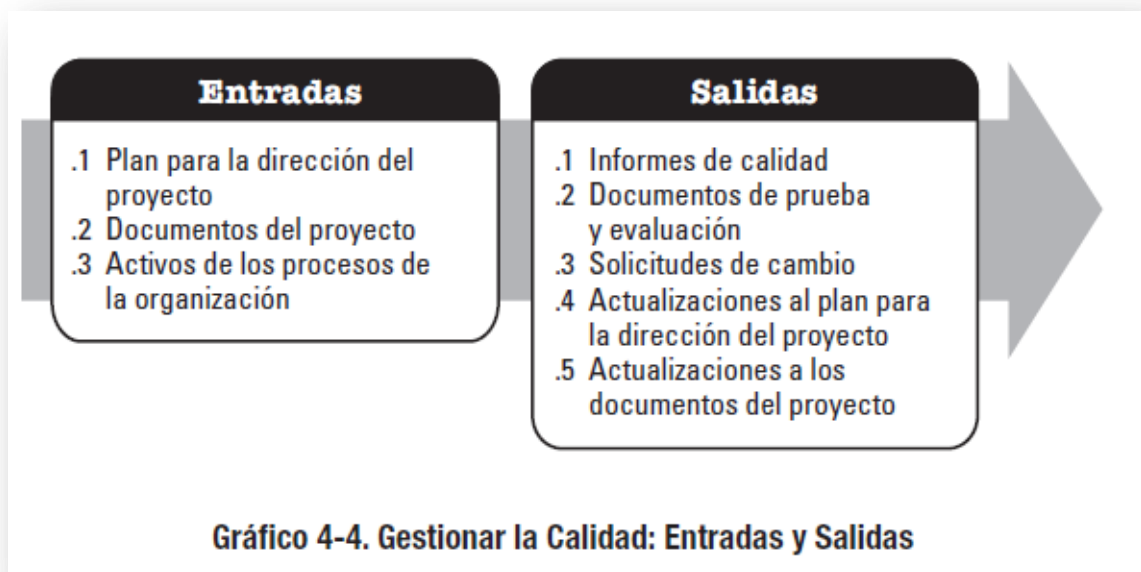 Entradas
.1 Plan para la dirección del
proyecto
.2 Documentos del proyecto
.3 Activos de los procesos de
la organización
Salidas
.1 Informes de calidad
.2 Documentos de prueba
y evaluación
.3 Solicitudes de cambio
.4 Actualizaciones al plan para
la dirección del proyecto
.5 Actualizaciones a los
documentos del proyecto
Gráfico 4-4. Gestionar la Calidad: Entradas y Salidas